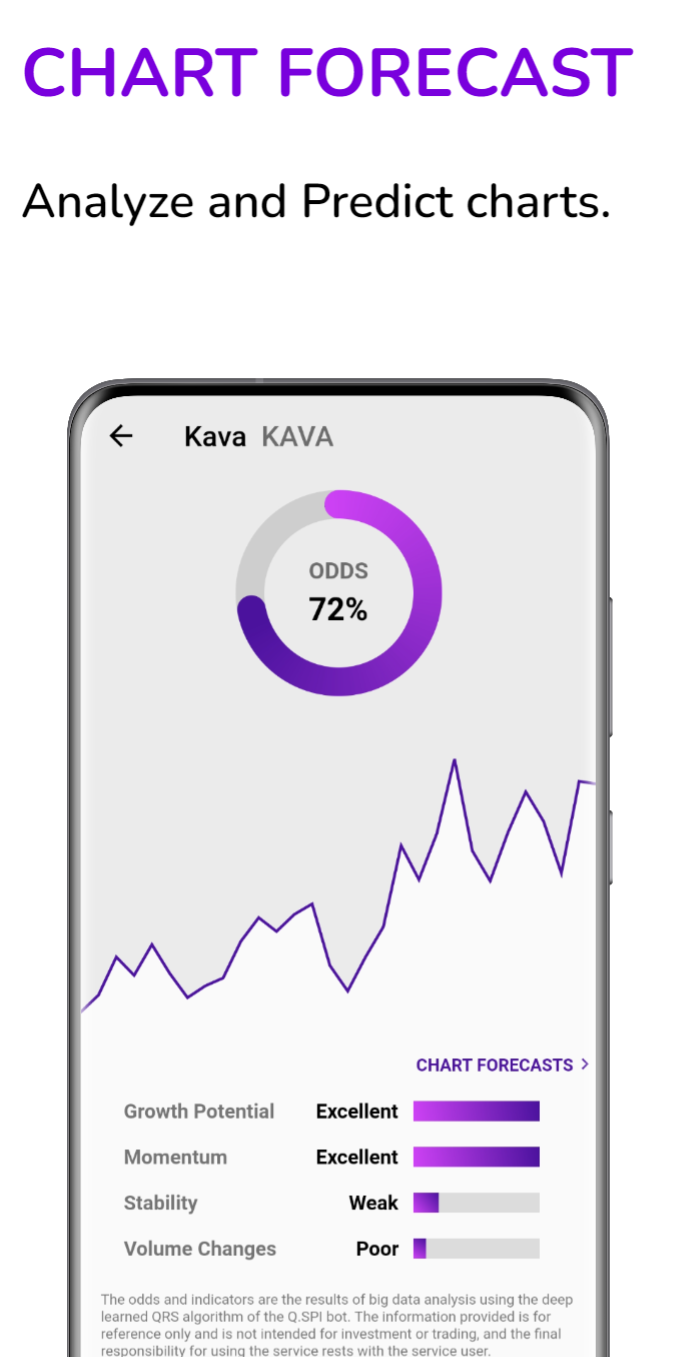 CHART FORECAST
Analyze and Predict charts.
Kava KAVA
ODDS
72%
CHART FORECASTS >
Growth Potential Excellent
Momentum Excellent
Stability Weak
Volume Changes Poor
The odds and indicators are the results of big data analysis using the deep
learned QRS algorithm of the Q.SPI bot. The information provided is for
reference only and is not intended for investment or trading, and the final
responsibility for using the service rests with the service user.